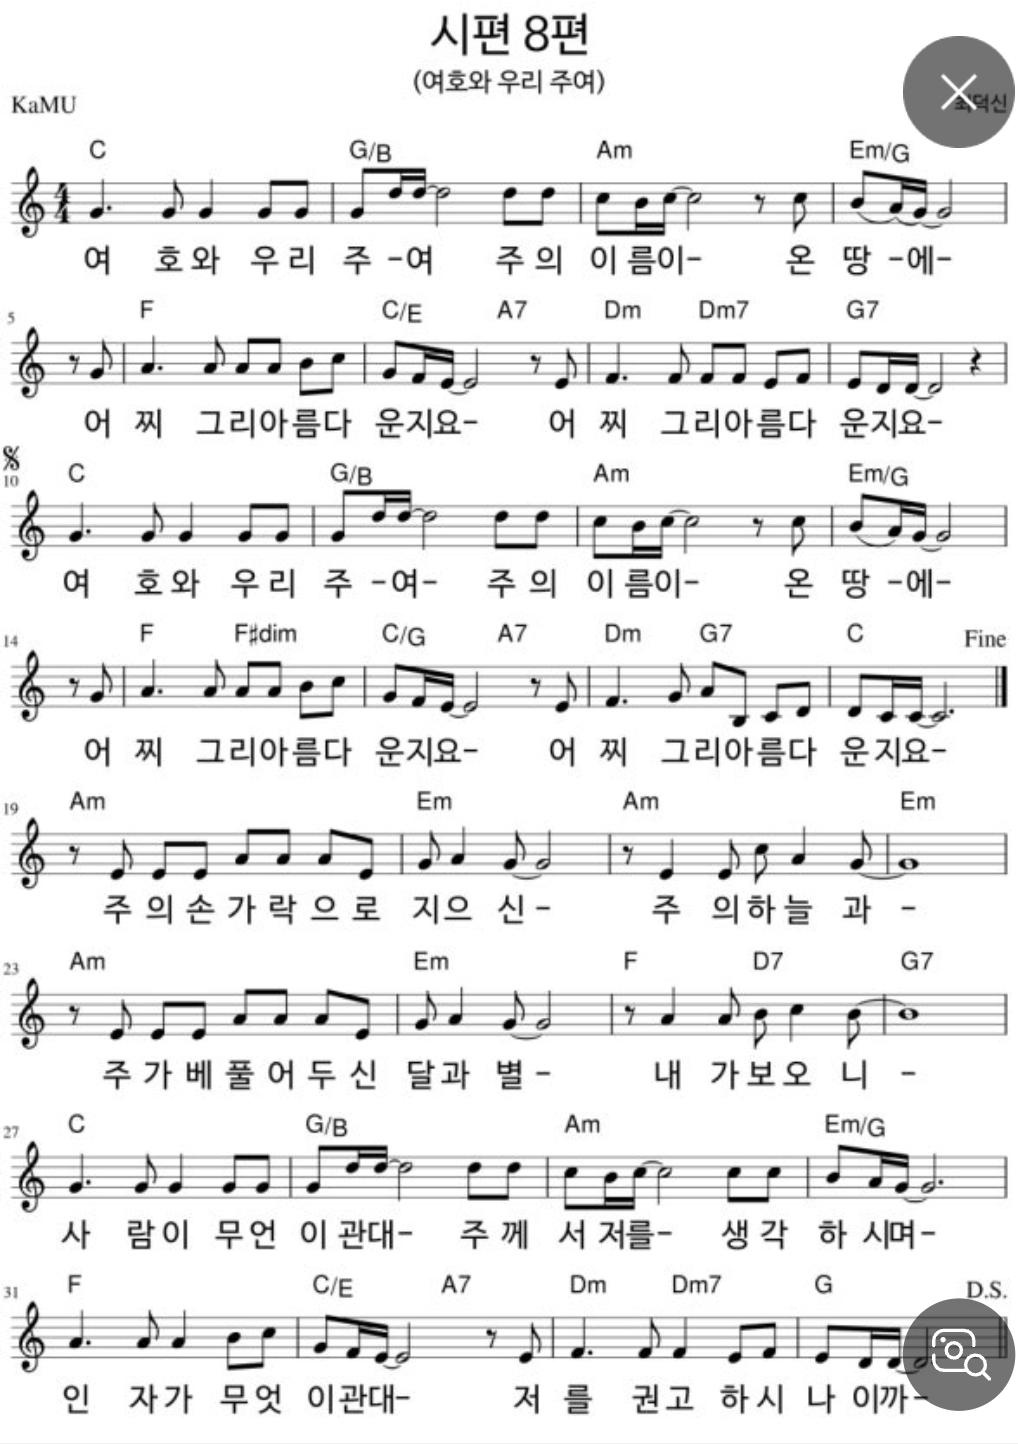 시편 8편
(여호와 우리 주여)
KaMU 최덕신
C G/B Am Em/G
여 호와 우리 주 -여 주의 이 름이- 온 땅 -에-
5 F C/E A7 Dm Dm7 G7
어 찌 그리아름다 운지요- 어 찌 그리아름다 운지요-
10 C G/B Am Em/G
여 호와 우리 주 -여- 주의 이 름이- 온 땅 -에-
14 F F#dim C/G A7 Dm G7 C Fine
어 찌 그리아름다 운지요- 어 찌 그리아름다 운지요-
19 Am Em Am Em
주의손가락으로 지으 신- 주 의하늘 과 -
23 Am Em F D7 G7
주가베풀어두신 달과 별- 내 가보오 니 -
27 C G/B Am Em/G
사 람이 무언 이 관대- 주께 서 저를- 생각 하 시며-
31 F C/E A7 Dm Dm7 G D.S.
인 자가 무엇 이관대- 저 를 권고 하시 나 이까-